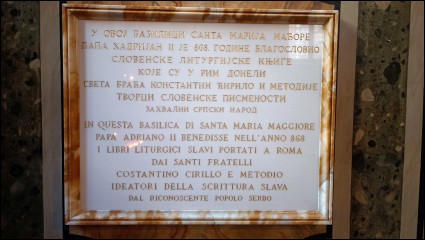 У ОВОЈ БАЗИЛИЦИ САНТА МАРИЈА МАЂОРЕ
ПАПА ХАДРИЈАН II ЈЕ 868. ГОДИНЕ БЛАГОСЛОВИО
СЛОВЕНСКЕ ЛИТУРГИЈСКЕ КЊИГЕ
КОЈЕ СУ У РИМ ДОНЕЛИ
СВЕТА БРАЋА КОНСТАНТИН ЋИРИЛО И МЕТОДИЈЕ
ТВОРЦИ СЛОВЕНСКЕ ПИСМЕНОСТИ
ЗАХВАЛНИ СРПСКИ НАРОД
IN QUESTA BASILICA DI SANTA MARIA MAGGIORE
PAPA ADRIANO II BENEDISSE NELL'ANNO 868
I LIBRI LITURGICI SLAVI PORTATI A ROMA
DAI SANTI FRATELLI
COSTANTINO CIRILLO E METODIO
IDEATORI DELLA SCRITTURA SLAVA
DAL RICONOSCENTE POPOLO SERBO